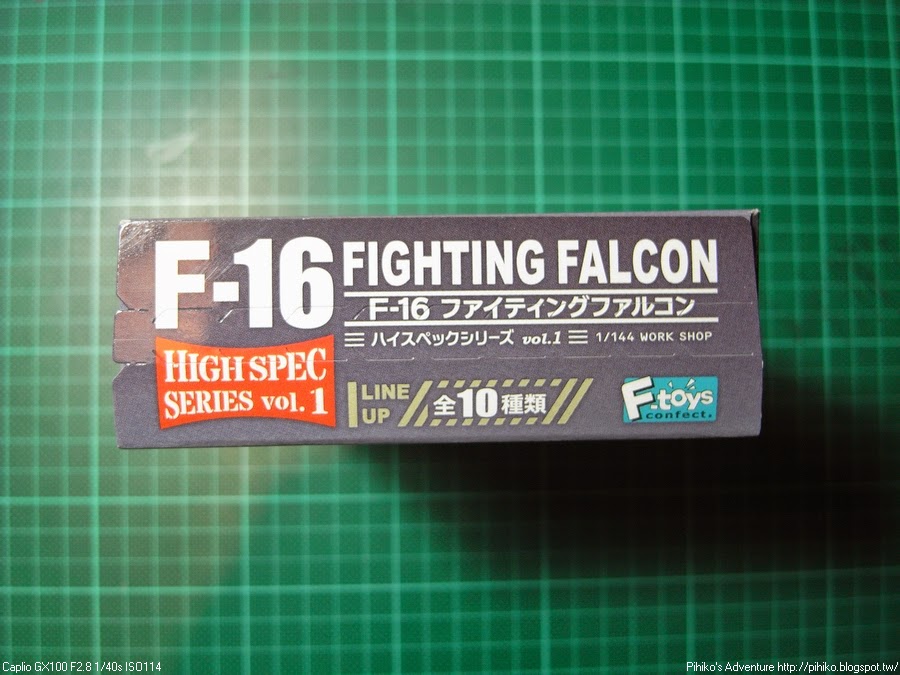 F-16 FIGHTING FALCON
F-16 ファイティングファルコン
ハイスペックシリーズ vol.1 1/144 WORK SHOP
HIGH SPEC
SERIES vol.1
LINE
UP
全10種類
F-toys
confect.
Caplio GX100 F2.8 1/40s ISO114
Pihiko's Adventure http://pihiko.blogspot.tw/